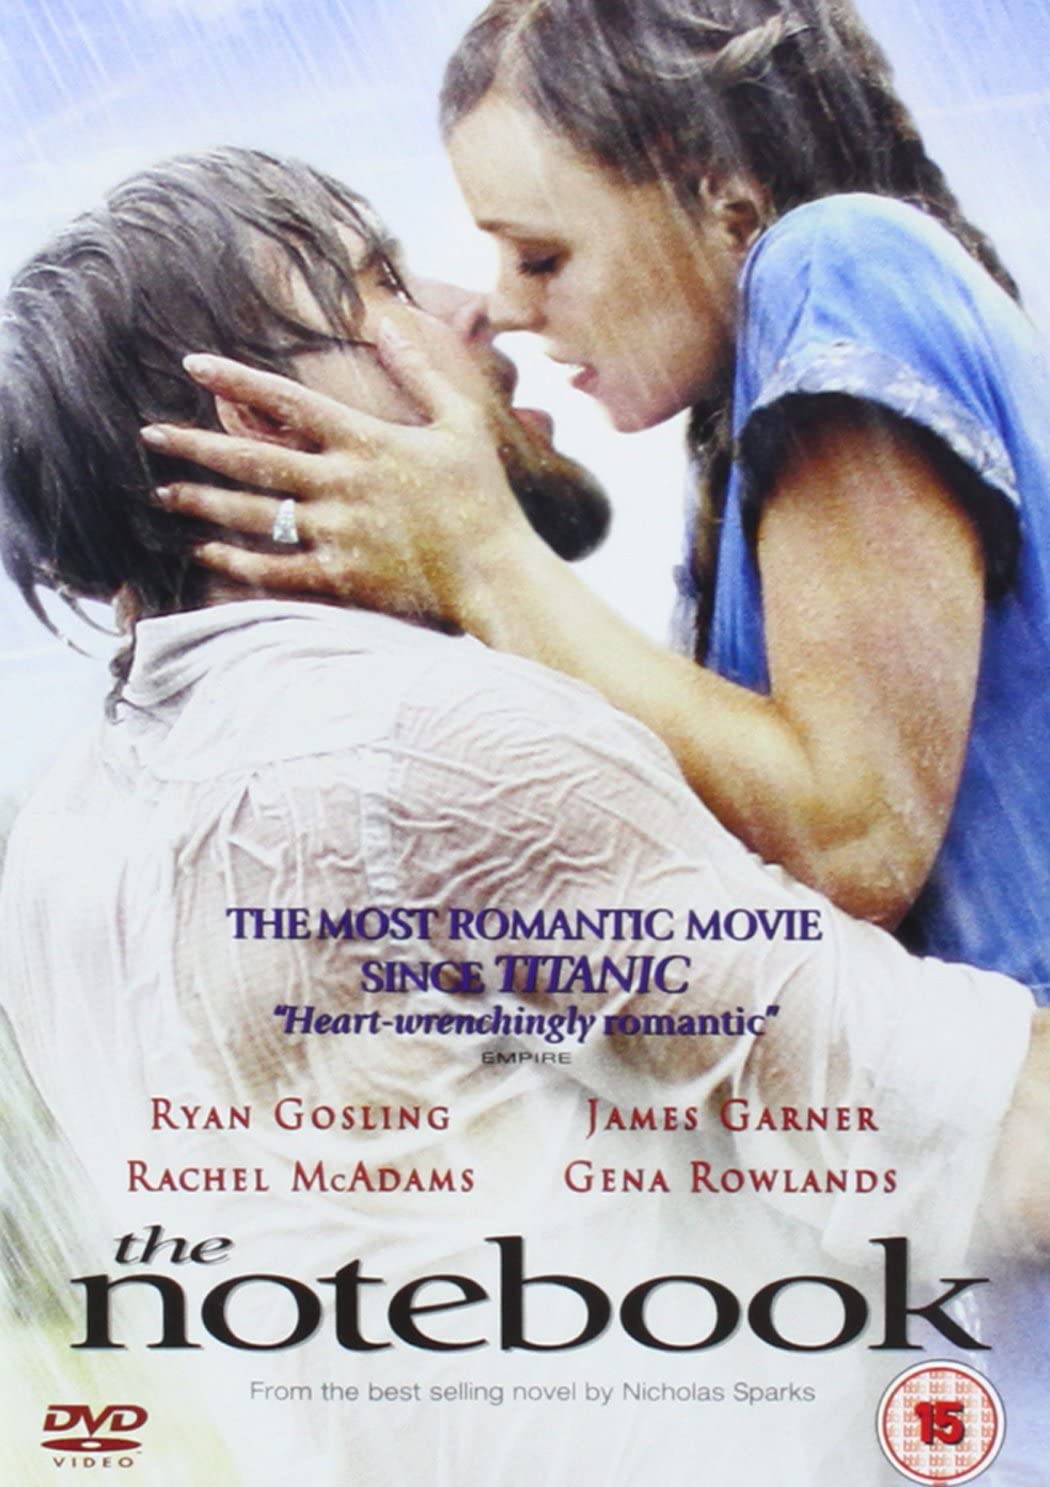 THE MOST ROMANTIC MOVIE
SINCE TITANIC
"Heart-wrenchingly romantic"
EMPIRE
RYAN GOSLING JAMES GARNER
RACHEL McADAMS GENA ROWLANDS
the
notebook
From the best selling novel by Nicholas Sparks
DVD
VIDEO
15